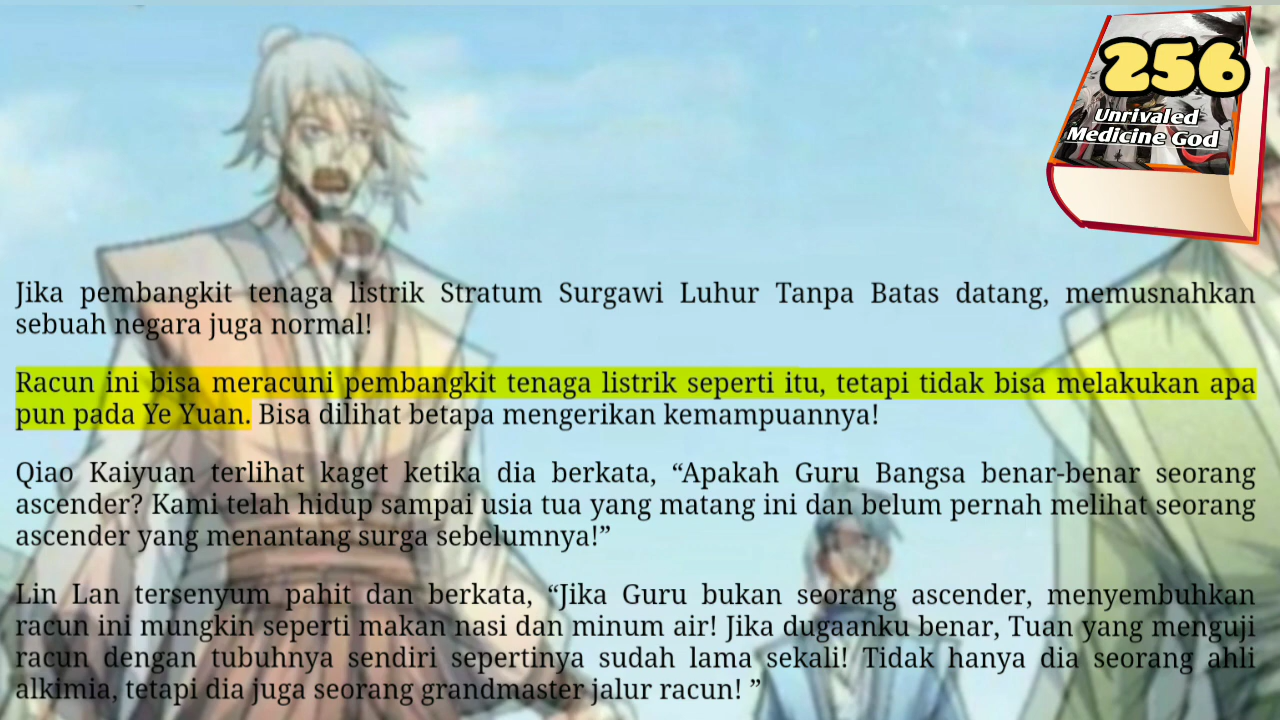 256
Unrivaled
Medicine God
Jika pembangkit tenaga listrik Stratum Surgawi Luhur Tanpa Batas datang, memusnahkan
sebuah negara juga normal!
Racun ini bisa meracuni pembangkit tenaga listrik seperti itu, tetapi tidak bisa melakukan apa
pun pada Ye Yuan. Bisa dilihat betapa mengerikan kemampuannya!
Qiao Kaiyuan terlihat kaget ketika dia berkata, “Apakah Guru Bangsa benar-benar seorang
ascender? Kami telah hidup sampai usia tua yang matang ini dan belum pernah melihat seorang
ascender yang menantang surga sebelumnya!”
Lin Lan tersenyum pahit dan berkata, “Jika Guru bukan seorang ascender, menyembuhkan
racun ini mungkin seperti makan nasi dan minum air! Jika dugaanku benar, Tuan yang menguji
racun dengan tubuhnya sendiri sepertinya sudah lama sekali! Tidak hanya dia seorang ahli
alkimia, tetapi dia juga seorang grandmaster jalur racun! ”